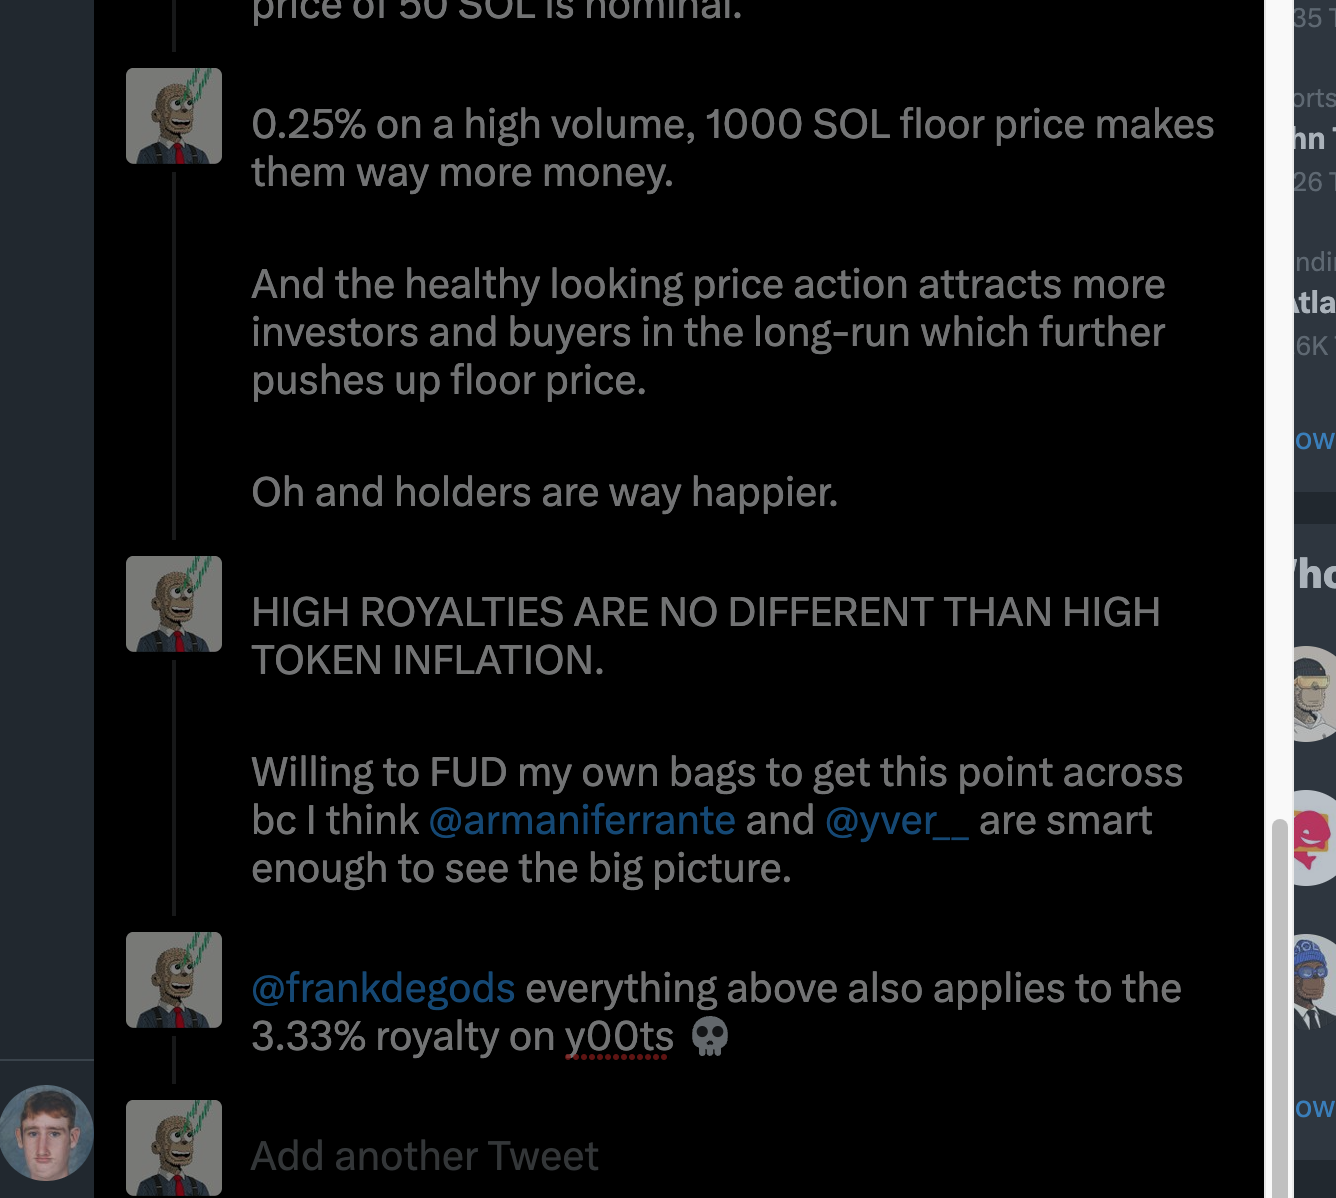 price of 50 SOL is nominal.
0.25% on a high volume, 1000 SOL floor price makes
them way more money.
And the healthy looking price action attracts more
investors and buyers in the long-run which further
pushes up floor price.
Oh and holders are way happier.
HIGH ROYALTIES ARE NO DIFFERENT THAN HIGH
TOKEN INFLATION.
Willing to FUD my own bags to get this point across
bc I think @armaniferrante and @yver__ are smart
enough to see the big picture.
@frankdegods everything above also applies to the
3.33% royalty on y00ts 💀
Add another Tweet